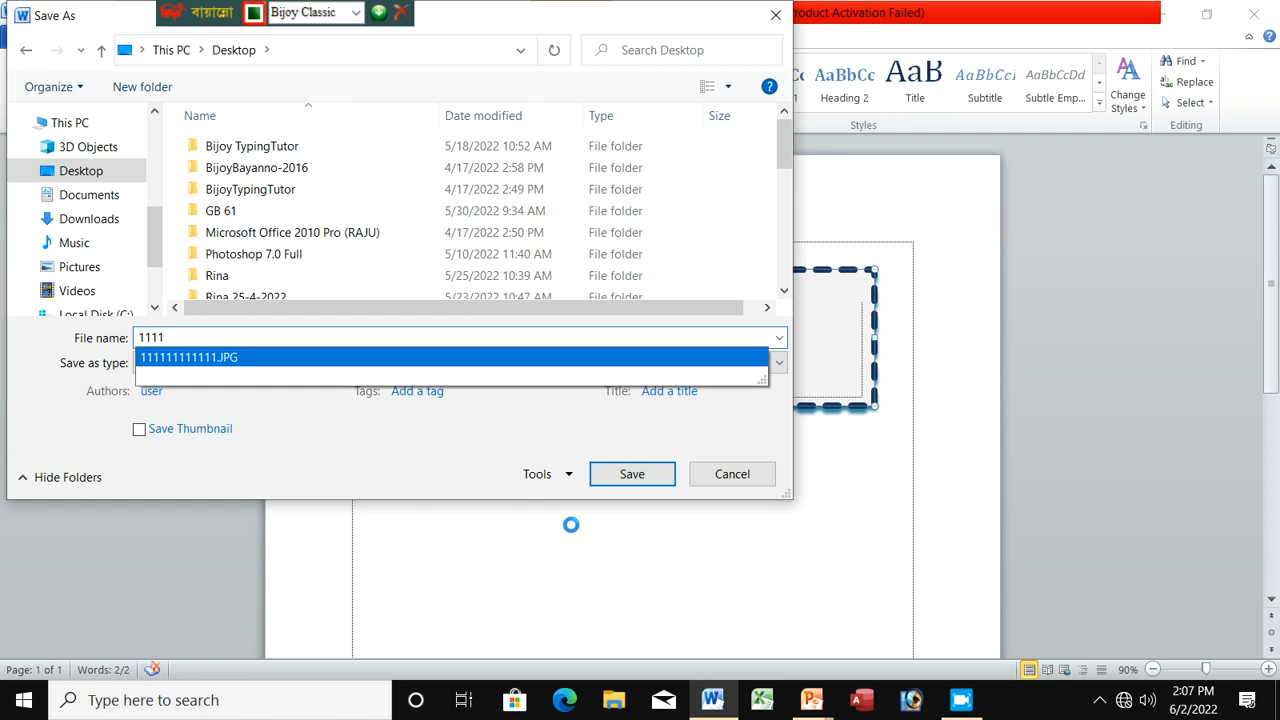 Save As
বায়ান্নো
Bijoy Classic
Product Activation Failed)
This PC
Desktop
Search Desktop
Organize
New folder
This PC
3D Objects
Desktop
Documents
Downloads
Music
Pictures
Videos
Local Disk (C:)
Name Date modified Type Size
Bijoy TypingTutor 5/18/2022 10:52 AM File folder
BijoyBayanno-2016 4/17/2022 2:58 PM File folder
BijoyTypingTutor 4/17/2022 2:49 PM File folder
GB 61 5/30/2022 9:34 AM File folder
Microsoft Office 2010 Pro (RAJU) 4/17/2022 2:50 PM File folder
Photoshop 7.0 Full 5/10/2022 11:40 AM File folder
Rina 5/25/2022 10:39 AM File folder
Rina 25-4-2022 5/23/2022 10:47 AM File folder
File name: 1111
111111111111.JPG
Save as type:
Authors: user Tags: Add a tag Title: Add a title
Save Thumbnail
Hide Folders
Tools
Save
Cancel
AaBbCc AaB AaBbCcI AaBbCcDd
1 Heading 2 Title Subtitle Subtle Emp...
Change
Styles
Styles
Find
Replace
Select
Editing
Page: 1 of 1 Words: 2/2
90%
Type here to search
2:07 PM
6/2/2022